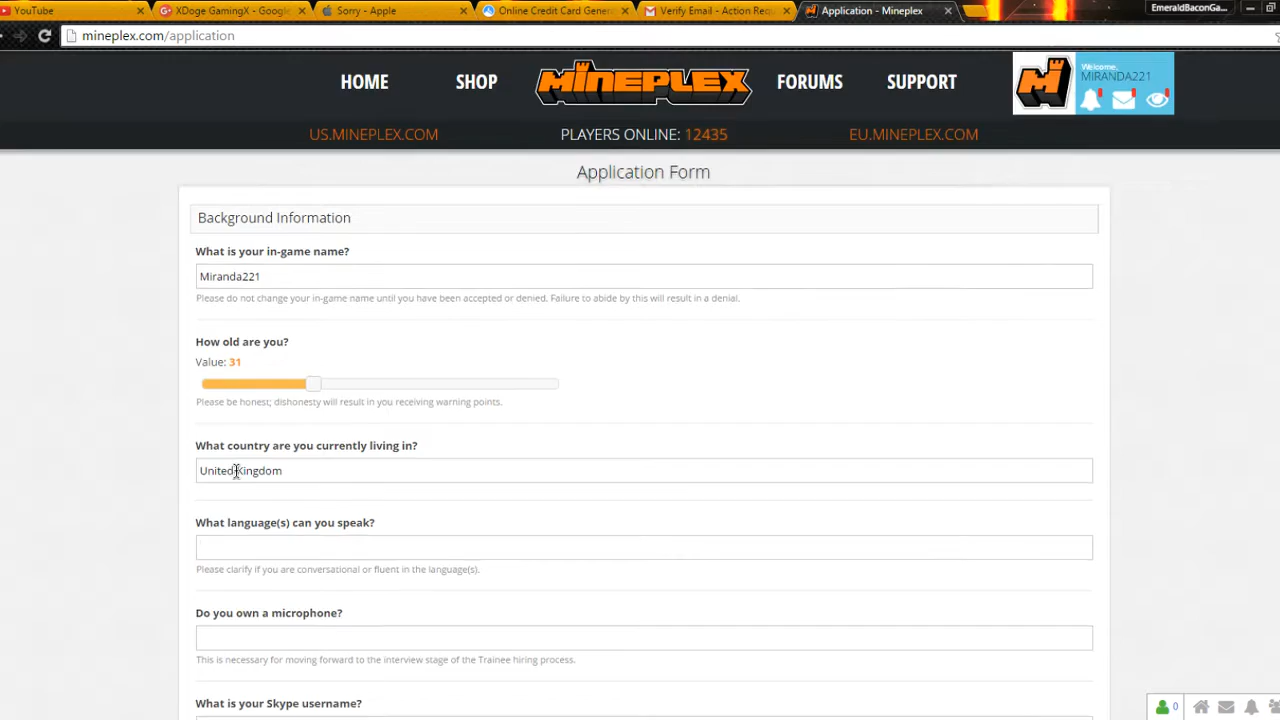 YouTube
XDoge GamingX - Google
Sorry - Apple
Online Credit Card Gener
Verify Email - Action Req
Application - Mineplex
EmeraldBaconGa...
mineplex.com/application
HOME
SHOP
MINEPLEX
FORUMS
SUPPORT
Welcome,
MIRANDA221
US.MINEPLEX.COM
PLAYERS ONLINE: 12435
EU.MINEPLEX.COM
Application Form
Background Information
What is your in-game name?
Miranda221
Please do not change your in-game name until you have been accepted or denied. Failure to abide by this will result in a denial.
How old are you?
Value: 31
Please be honest; dishonesty will result in you receiving warning points.
What country are you currently living in?
United Kingdom
What language(s) can you speak?
Please clarify if you are conversational or fluent in the language(s).
Do you own a microphone?
This is necessary for moving forward to the interview stage of the Trainee hiring process.
What is your Skype username?
0